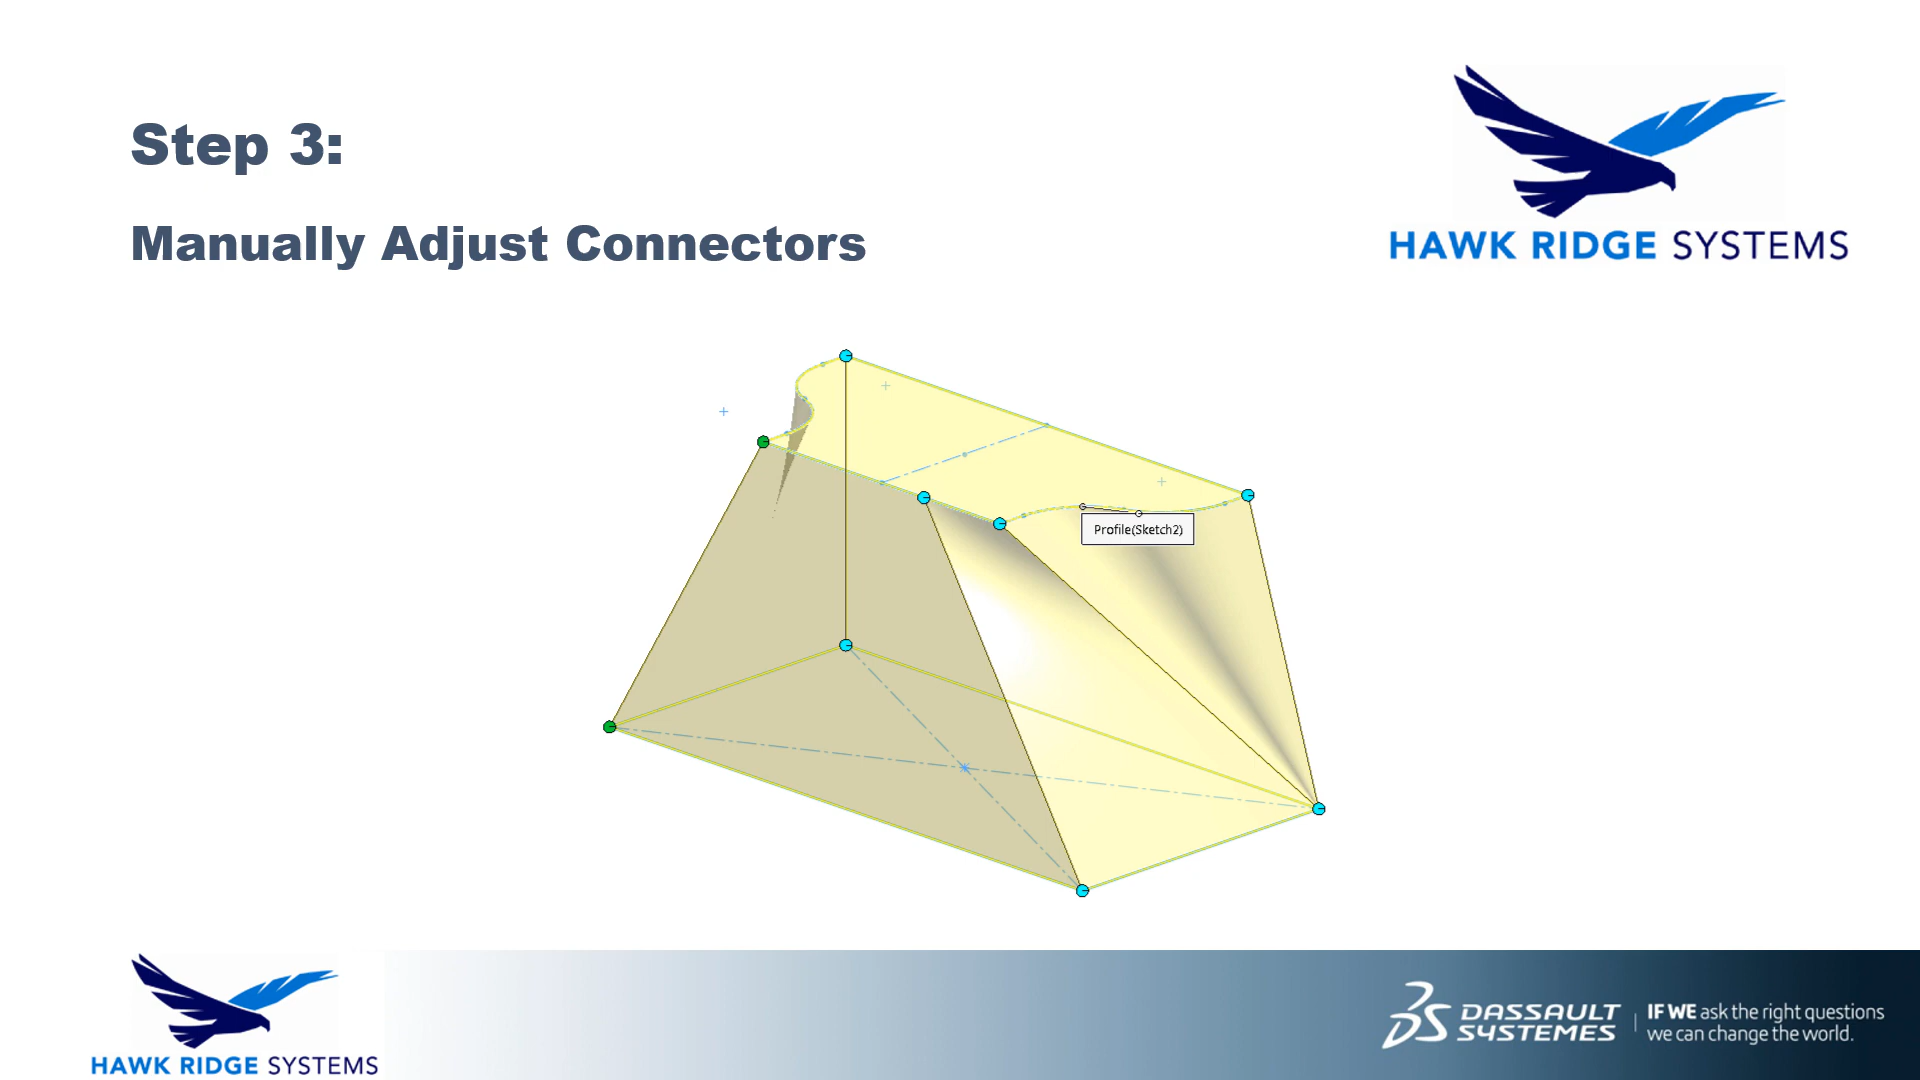 Step 3:
Manually Adjust Connectors
HAWK RIDGE SYSTEMS
Profile(Sketch2)
HAWK RIDGE SYSTEMS
DASSAULT
SYSTEMES
IF WE ask the right questions
we can change the world.